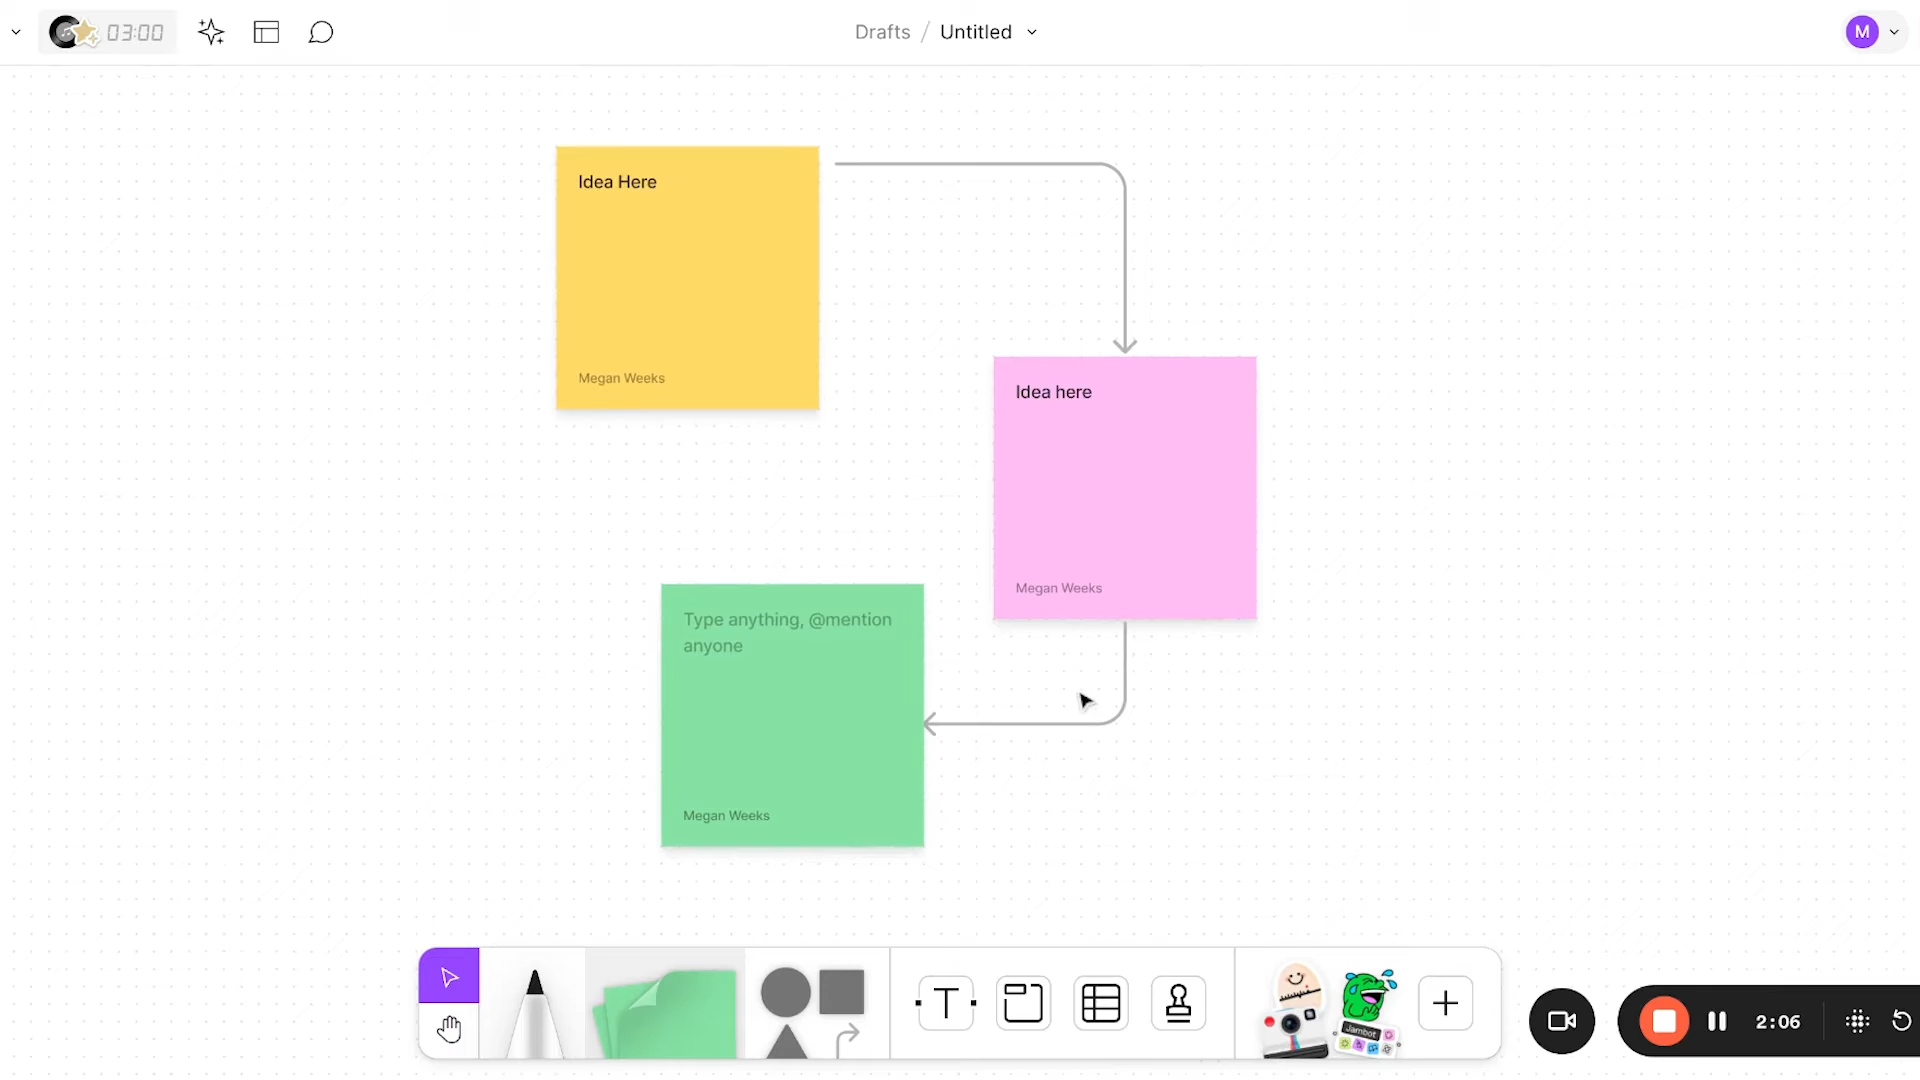 03:00
Drafts / Untitled
M
Idea Here
Megan Weeks
Idea here
Megan Weeks
Type anything, @mention
anyone
Megan Weeks
T
Jambot
2:06